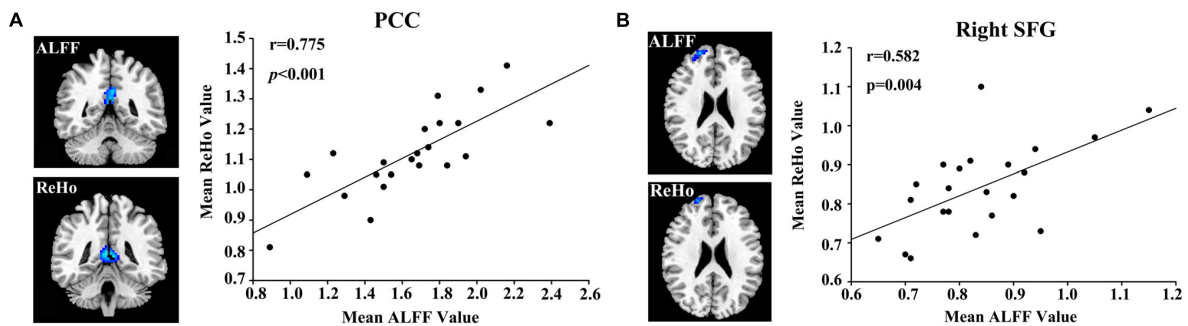 A
PCC
ALFF
ReHo
r=0.775
p<0.001
Mean ReHo Value
1.5
1.4
1.3
1.2
1.1
1.0
0.9
0.8
0.7
0.8 1.0 1.2 1.4 1.6 1.8 2.0 2.2 2.4 2.6
Mean ALFF Value
B
Right SFG
ALFF
ReHo
r=0.582
p=0.004
Mean ReHo Value
1.2
1.1
1.0
0.9
0.8
0.7
0.6
0.6 0.7 0.8 0.9 1.0 1.1 1.2
Mean ALFF Value